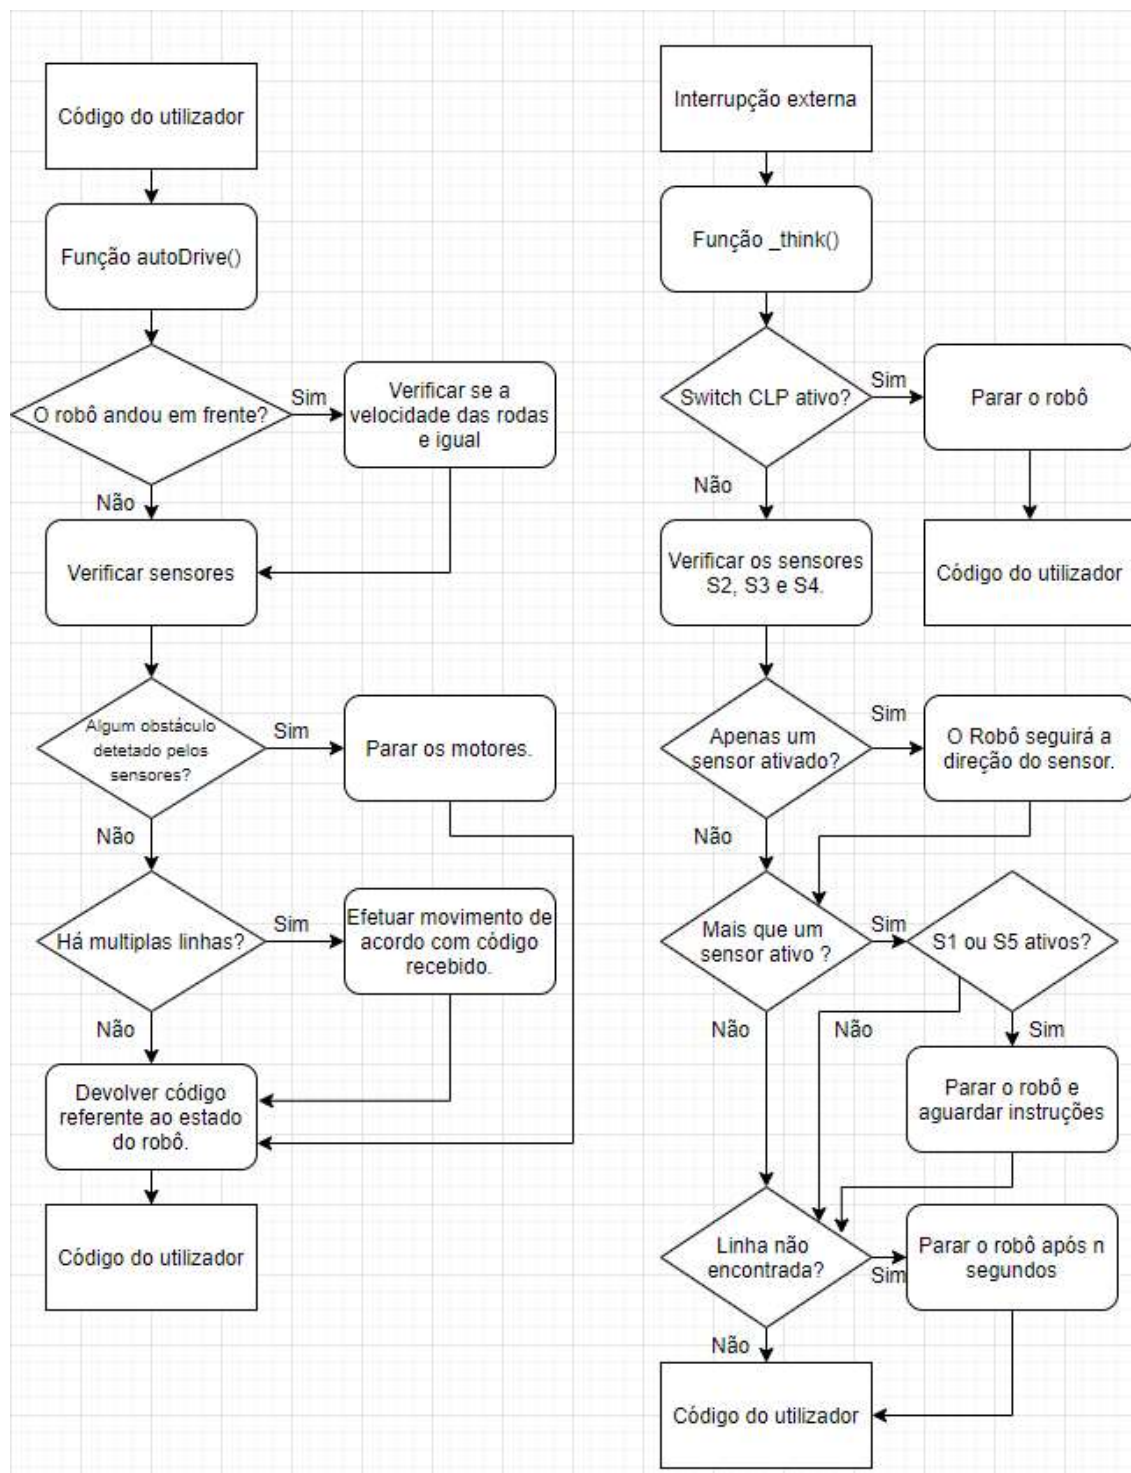 Código do utilizador
Função autoDrive()
O robô andou em frente?
Sim
Verificar se a
velocidade das rodas
e igual
Não
Verificar sensores
Algum obstáculo
detetado pelos
sensores?
Sim
Parar os motores.
Não
Há multiplas linhas?
Sim
Efetuar movimento de
acordo com código
recebido.
Não
Devolver código
referente ao estado
do robô.
Código do utilizador
Interrupção externa
Função _think()
Switch CLP ativo?
Sim
Parar o robô
Código do utilizador
Não
Verificar os sensores
S2, S3 e S4.
Apenas um
sensor ativado?
Sim
O Robô seguirá a
direção do sensor.
Não
Mais que um
sensor ativo ?
Sim
S1 ou S5 ativos?
Não
Não
Sim
Parar o robô e
aguardar instruções
Linha não
encontrada?
Sim
Parar o robô após n
segundos
Não
Código do utilizador